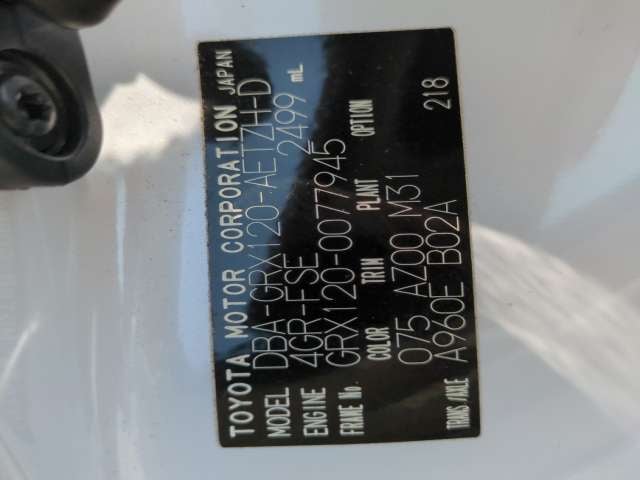 TOYOTA MOTOR CORPORATION JAPAN
MODEL DBA-GRX120-AETZH-D
ENGINE 4GR-FSE 2499 mL
FRAME No GRX120-0077945
COLOR TRIM PLANT OPTION
075 AZ00 M31
TRANS/AXLE A960E B02A
218